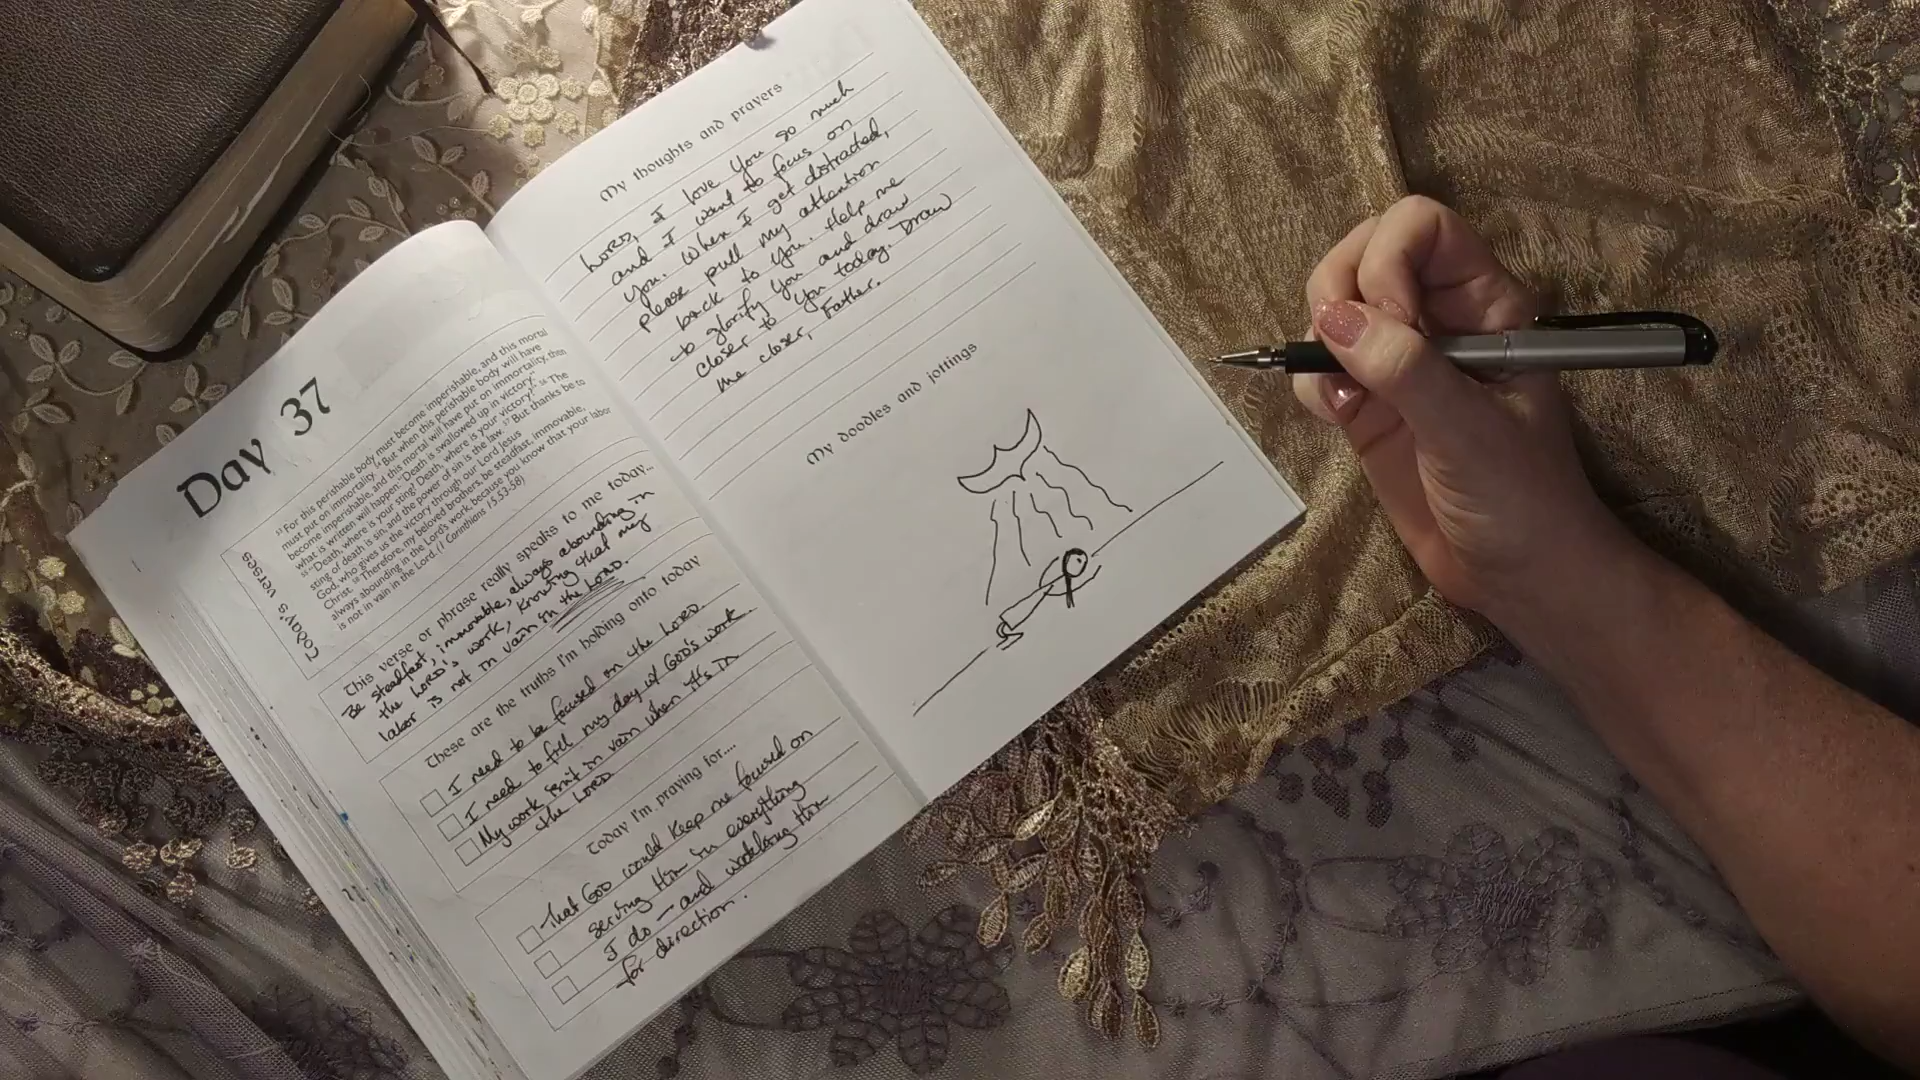 Day 37
Today's verses
53 For this perishable body must become imperishable, and this mortal
must put on immortality. 54 But when this perishable body will have
become imperishable, and this mortal will have put on immortality, then
what is written will happen: "Death is swallowed up in victory."
55 "Death, where is your sting? Death, where is your victory?" 56 The
sting of death is sin, and the power of sin is the law. 57 But thanks be to
God, who gives us the victory through our Lord Jesus
Christ. 58 Therefore, my beloved brothers, be steadfast, immovable,
always abounding in the Lord's work, because you know that your labor
is not in vain in the Lord. (1 Corinthians 15.53-58)
This verse or phrase really speaks to me today...
Be steadfast, immovable, always abounding in
the LORD's work, knowing that my
labor is not in vain in the LORD.
These are the truths I'm holding onto today
I need to be focused on the LORD.
I need to fill my day w/ God's work.
My work isn't in vain when it's in
the LORD
Today I'm praying for....
That GOD would keep me focused on
serving Him in everything
I do - and watching Him
for direction.
My thoughts and prayers
LORD, I love You so much
and I want to focus on
You. When I get distracted,
please pull my attention
back to You. Help me
to glorify You and draw
closer to You today. Draw
me closer, Father.
My doodles and jottings